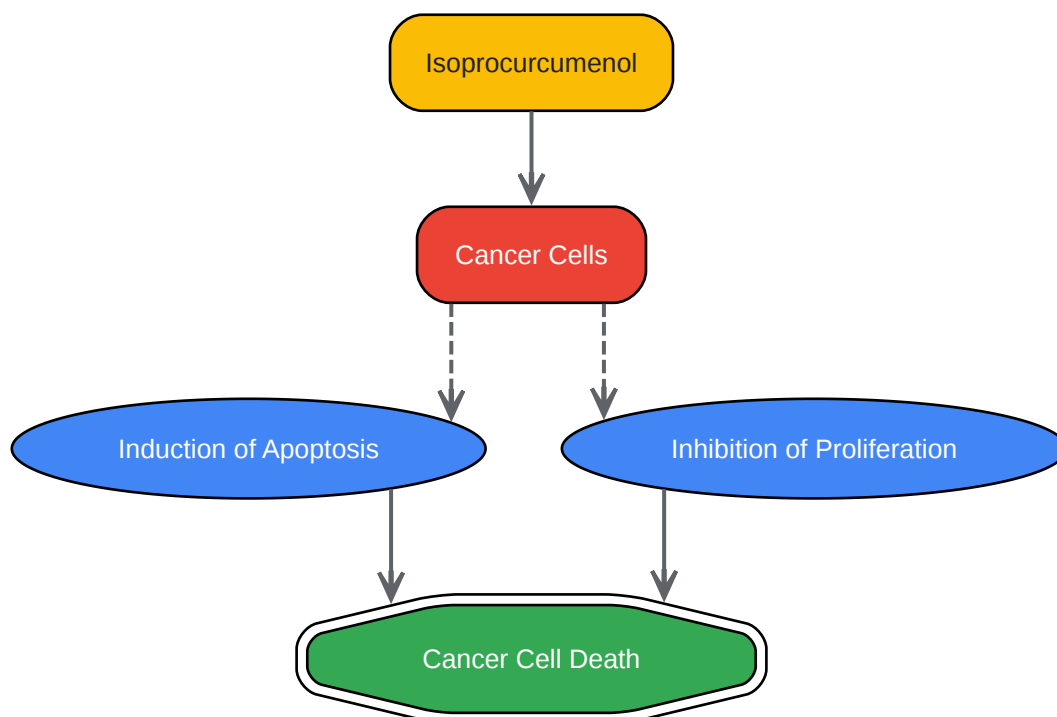 Isoprocurcumenol
Cancer Cells
Induction of Apoptosis
Inhibition of Proliferation
Cancer Cell Death